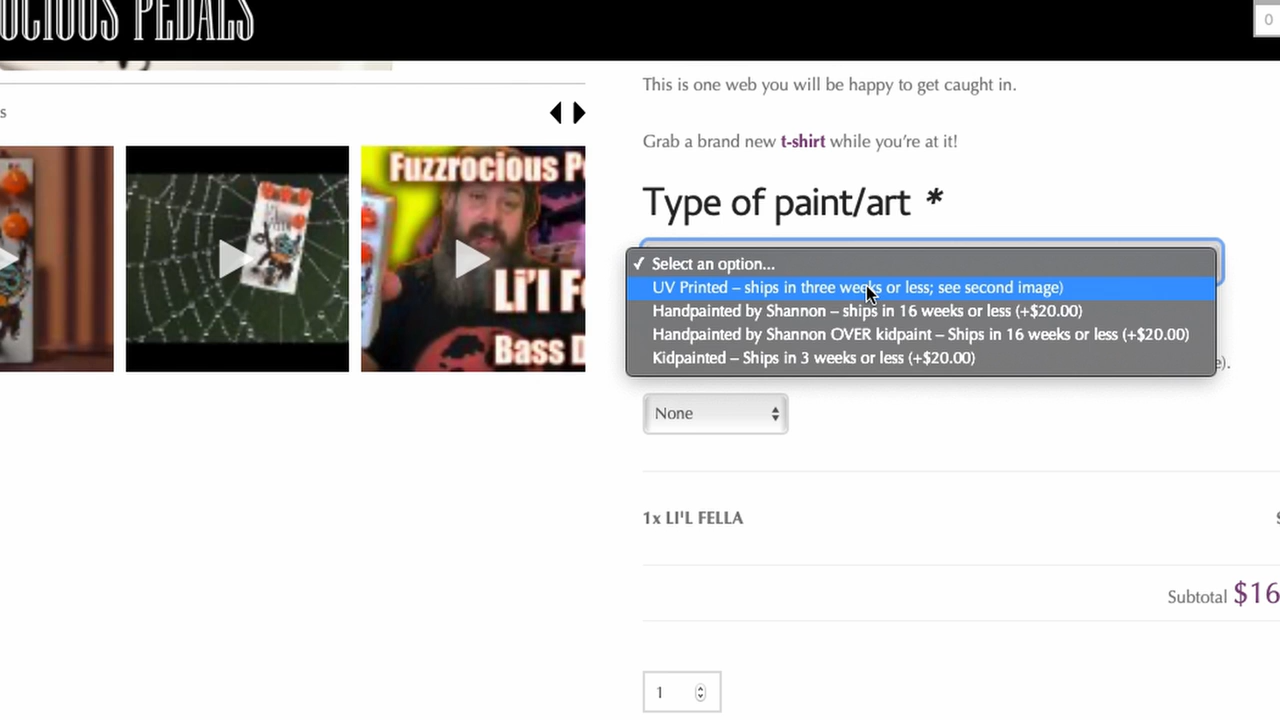 OCIOUS PEDALS
0
This is one web you will be happy to get caught in.
s
Grab a brand new t-shirt while you're at it!
Fuzzrocious Pe
Li'l Fe
Bass D
Type of paint/art *
✓ Select an option...
UV Printed – ships in three weeks or less; see second image)
Handpainted by Shannon – ships in 16 weeks or less (+$20.00)
Handpainted by Shannon OVER kidpaint – Ships in 16 weeks or less (+$20.00)
Kidpainted – Ships in 3 weeks or less (+$20.00)
e).
None
1x LI'L FELLA
Subtotal $16
1